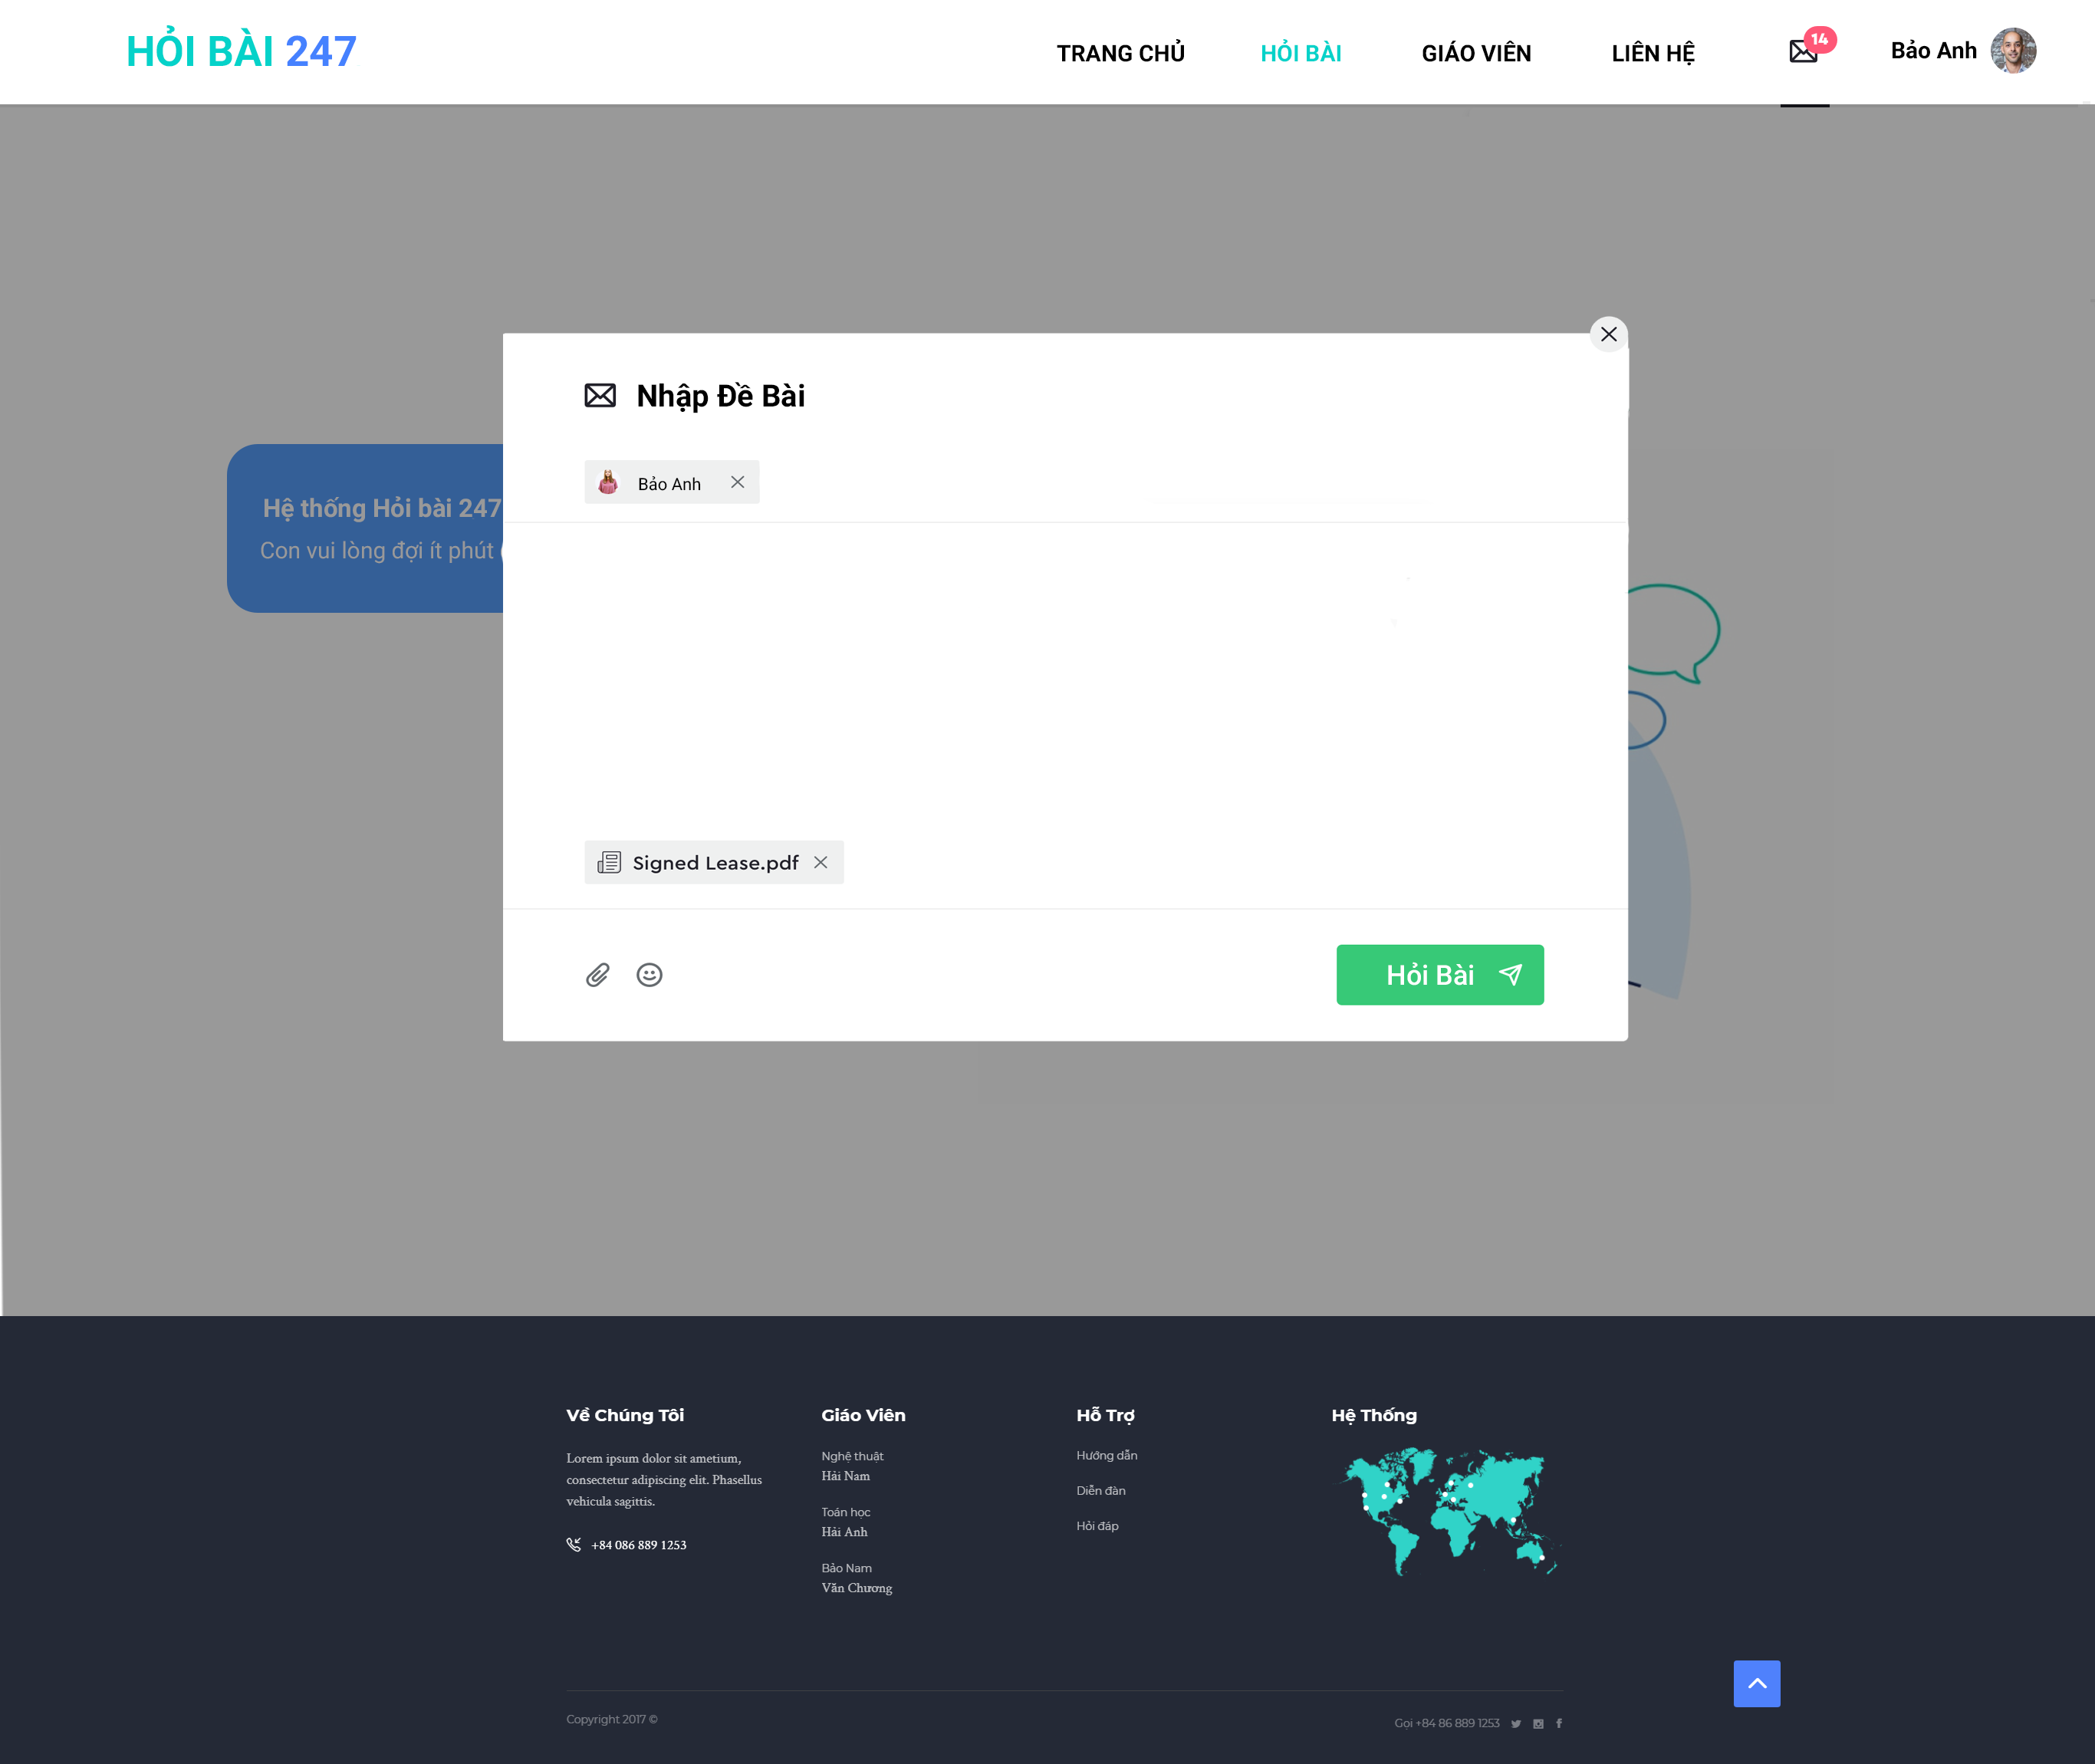 HỎI BÀI 247
TRANG CHỦ
HỎI BÀI
GIÁO VIÊN
LIÊN HỆ
14
Bảo Anh
Nhập Đề Bài
Bảo Anh
Hệ thống Hỏi bài 247
Con vui lòng đợi ít phút
Signed Lease.pdf
Hỏi Bài
Về Chúng Tôi
Lorem ipsum dolor sit ametium,
consectetur adipiscing elit. Phasellus
vehicula sagittis.
+84 086 889 1253
Giáo Viên
Nghệ thuật
Hải Nam
Toán học
Hải Anh
Bảo Nam
Văn Chương
Hỗ Trợ
Hướng dẫn
Diễn đàn
Hỏi đáp
Hệ Thống
Copyright 2017 ©
Gọi +84 86 889 1253